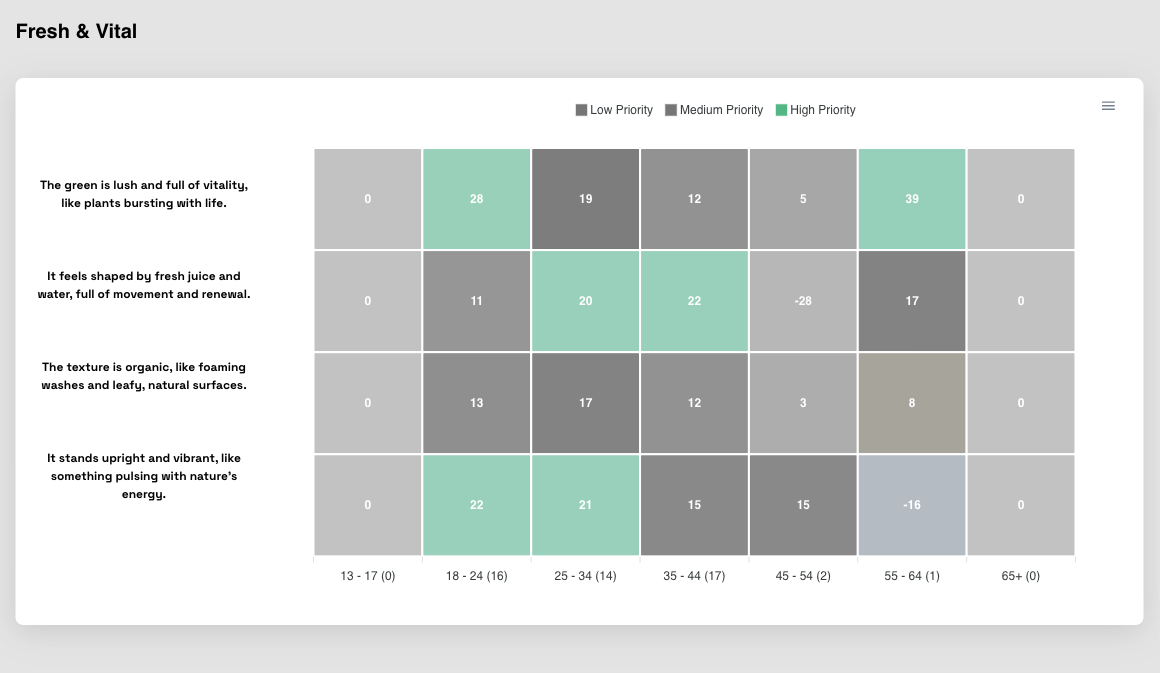 Fresh & Vital
Low Priority Medium Priority High Priority
The green is lush and full of vitality,
like plants bursting with life.
0 28 19 12 5 39 0
It feels shaped by fresh juice and
water, full of movement and renewal.
0 11 20 22 -28 17 0
The texture is organic, like foaming
washes and leafy, natural surfaces.
0 13 17 12 3 8 0
It stands upright and vibrant, like
something pulsing with nature's
energy.
0 22 21 15 15 -16 0
13 - 17 (0) 18 - 24 (16) 25 - 34 (14) 35 - 44 (17) 45 - 54 (2) 55 - 64 (1) 65+ (0)